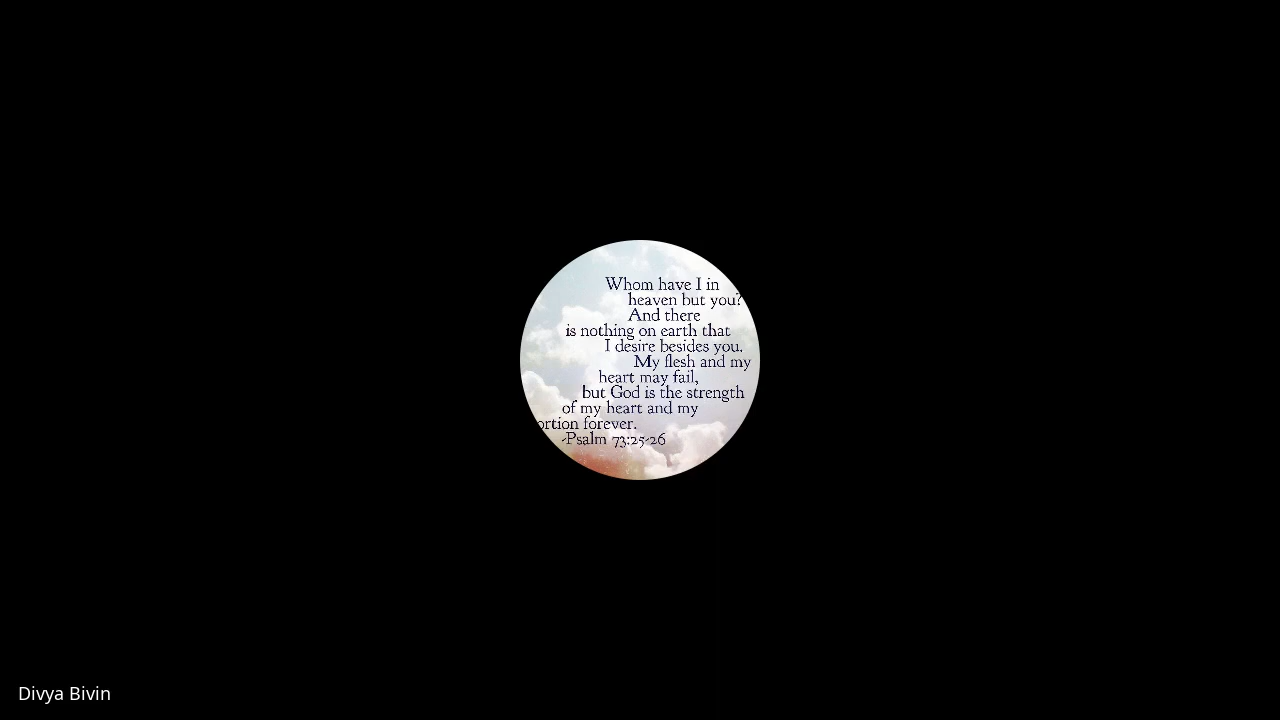 Whom have I in
heaven but you?
And there
is nothing on earth that
I desire besides you.
My flesh and my
heart may fail,
but God is the strength
of my heart and my
ortion forever.
-Psalm 73:25-26
Divya Bivin